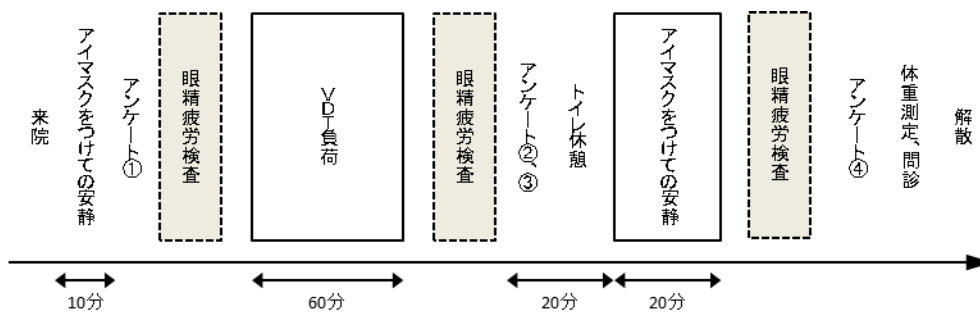 来院
アイマスクをつけての安静
アンケート①
眼精疲労検査
VDT負荷
眼精疲労検査
アンケート②、③
トイレ休憩
アイマスクをつけての安静
眼精疲労検査
アンケート④
体重測定、問診
解散
10分
60分
20分
20分